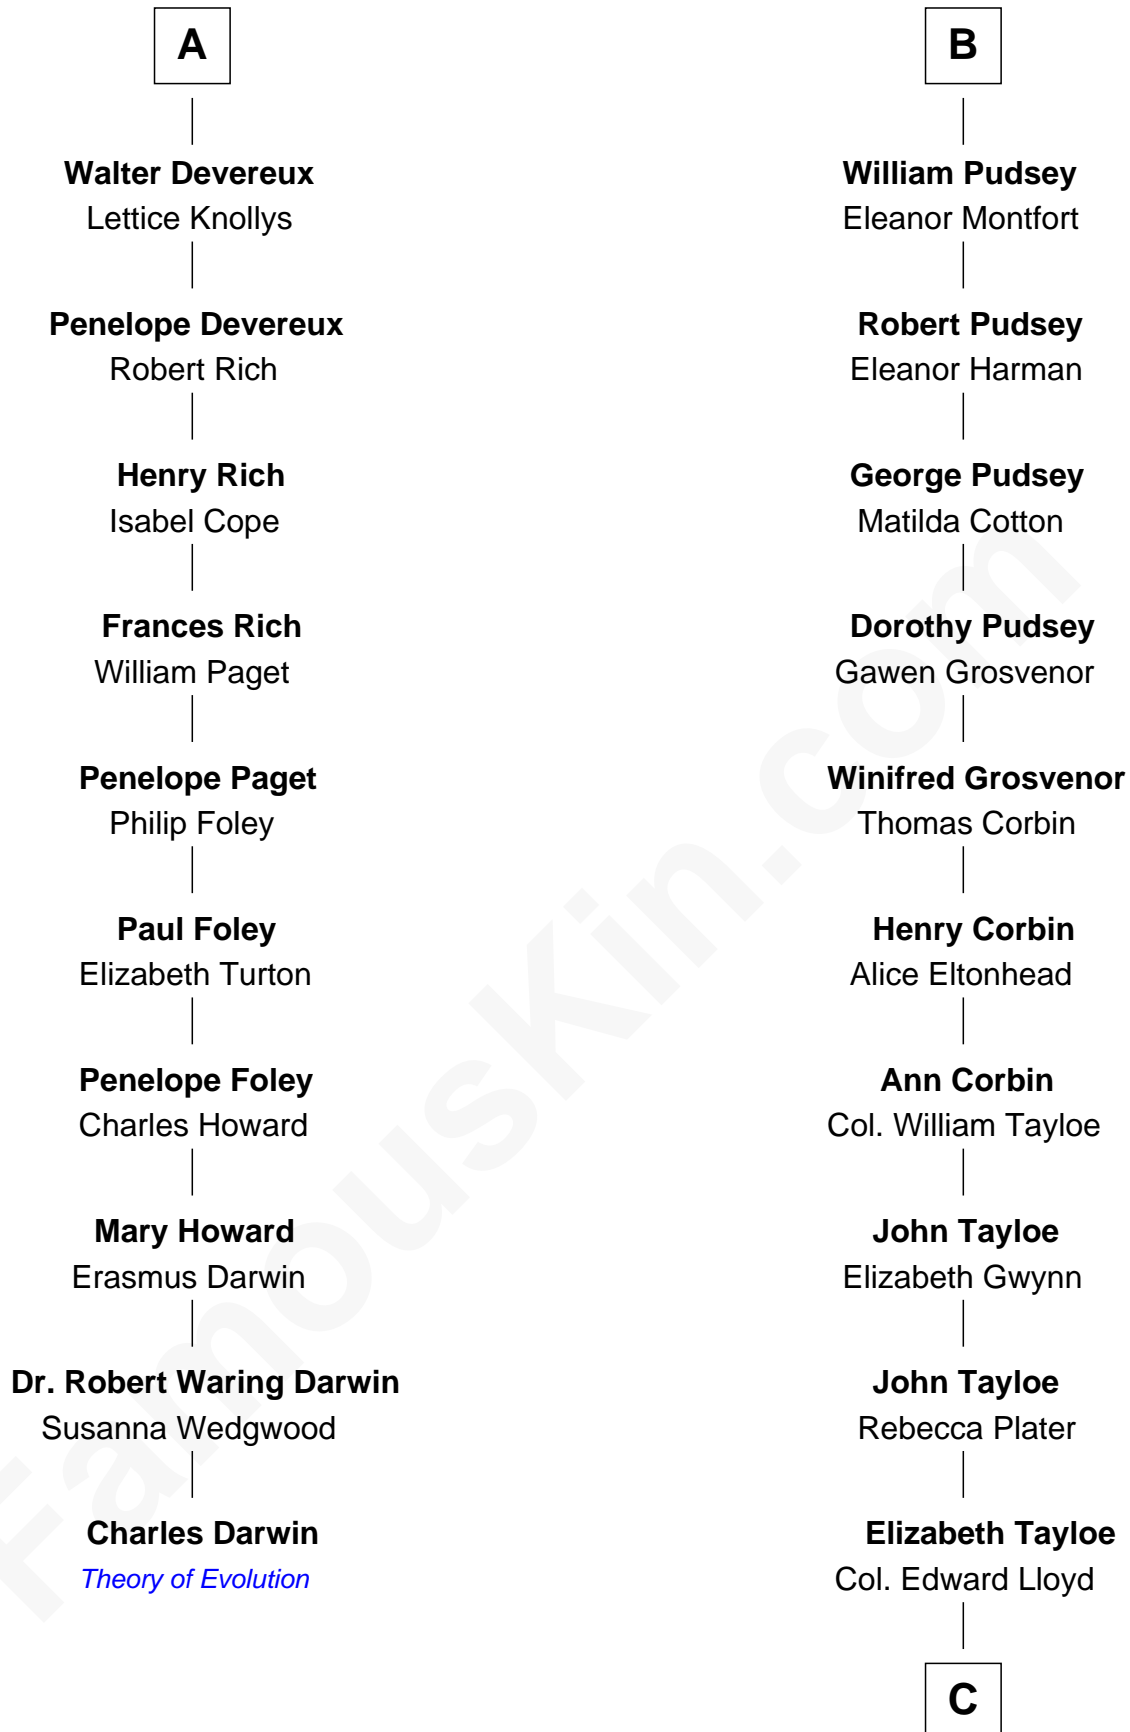 A
Walter Devereux
Lettice Knollys
Penelope Devereux
Robert Rich
Henry Rich
Isabel Cope
Frances Rich
William Paget
Penelope Paget
Philip Foley
Paul Foley
Elizabeth Turton
Penelope Foley
Charles Howard
Mary Howard
Erasmus Darwin
Dr. Robert Waring Darwin
Susanna Wedgwood
Charles Darwin
Theory of Evolution
B
William Pudsey
Eleanor Montfort
Robert Pudsey
Eleanor Harman
George Pudsey
Matilda Cotton
Dorothy Pudsey
Gawen Grosvenor
Winifred Grosvenor
Thomas Corbin
Henry Corbin
Alice Eltonhead
Ann Corbin
Col. William Tayloe
John Tayloe
Elizabeth Gwynn
John Tayloe
Rebecca Plater
Elizabeth Tayloe
Col. Edward Lloyd
C
FamousKin.com